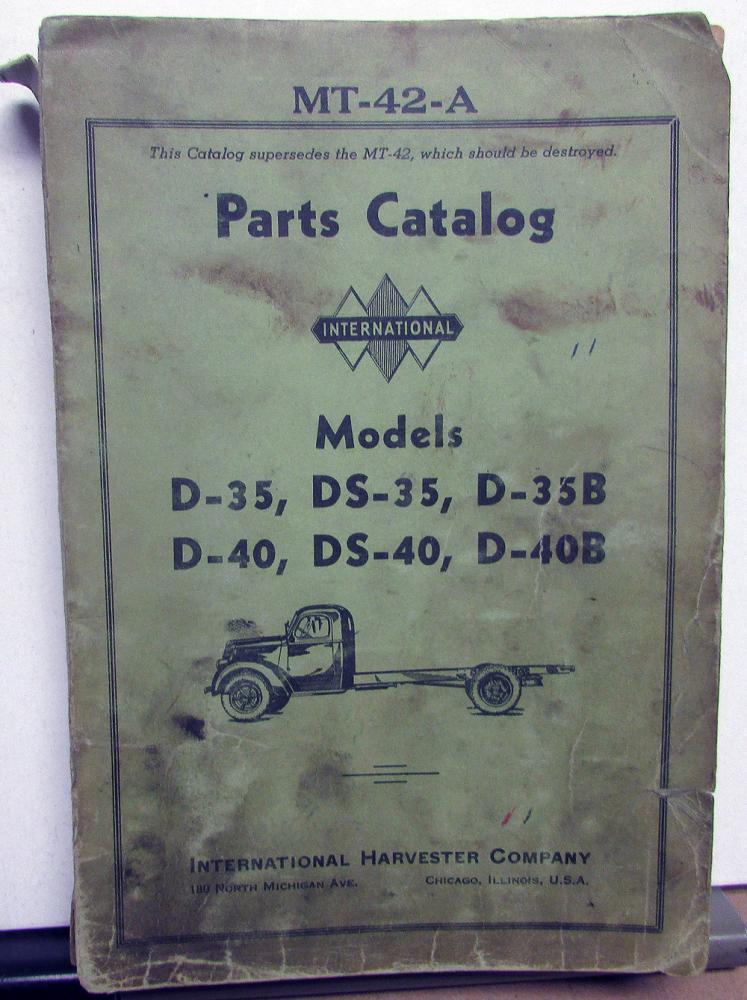 MT-42-A
This Catalog supersedes the MT-42, which should be destroyed.
Parts Catalog
INTERNATIONAL
Models
D-35, DS-35, D-35B
D-40, DS-40, D-40B
INTERNATIONAL HARVESTER COMPANY
180 NORTH MICHIGAN AVE. CHICAGO, ILLINOIS, U.S.A.